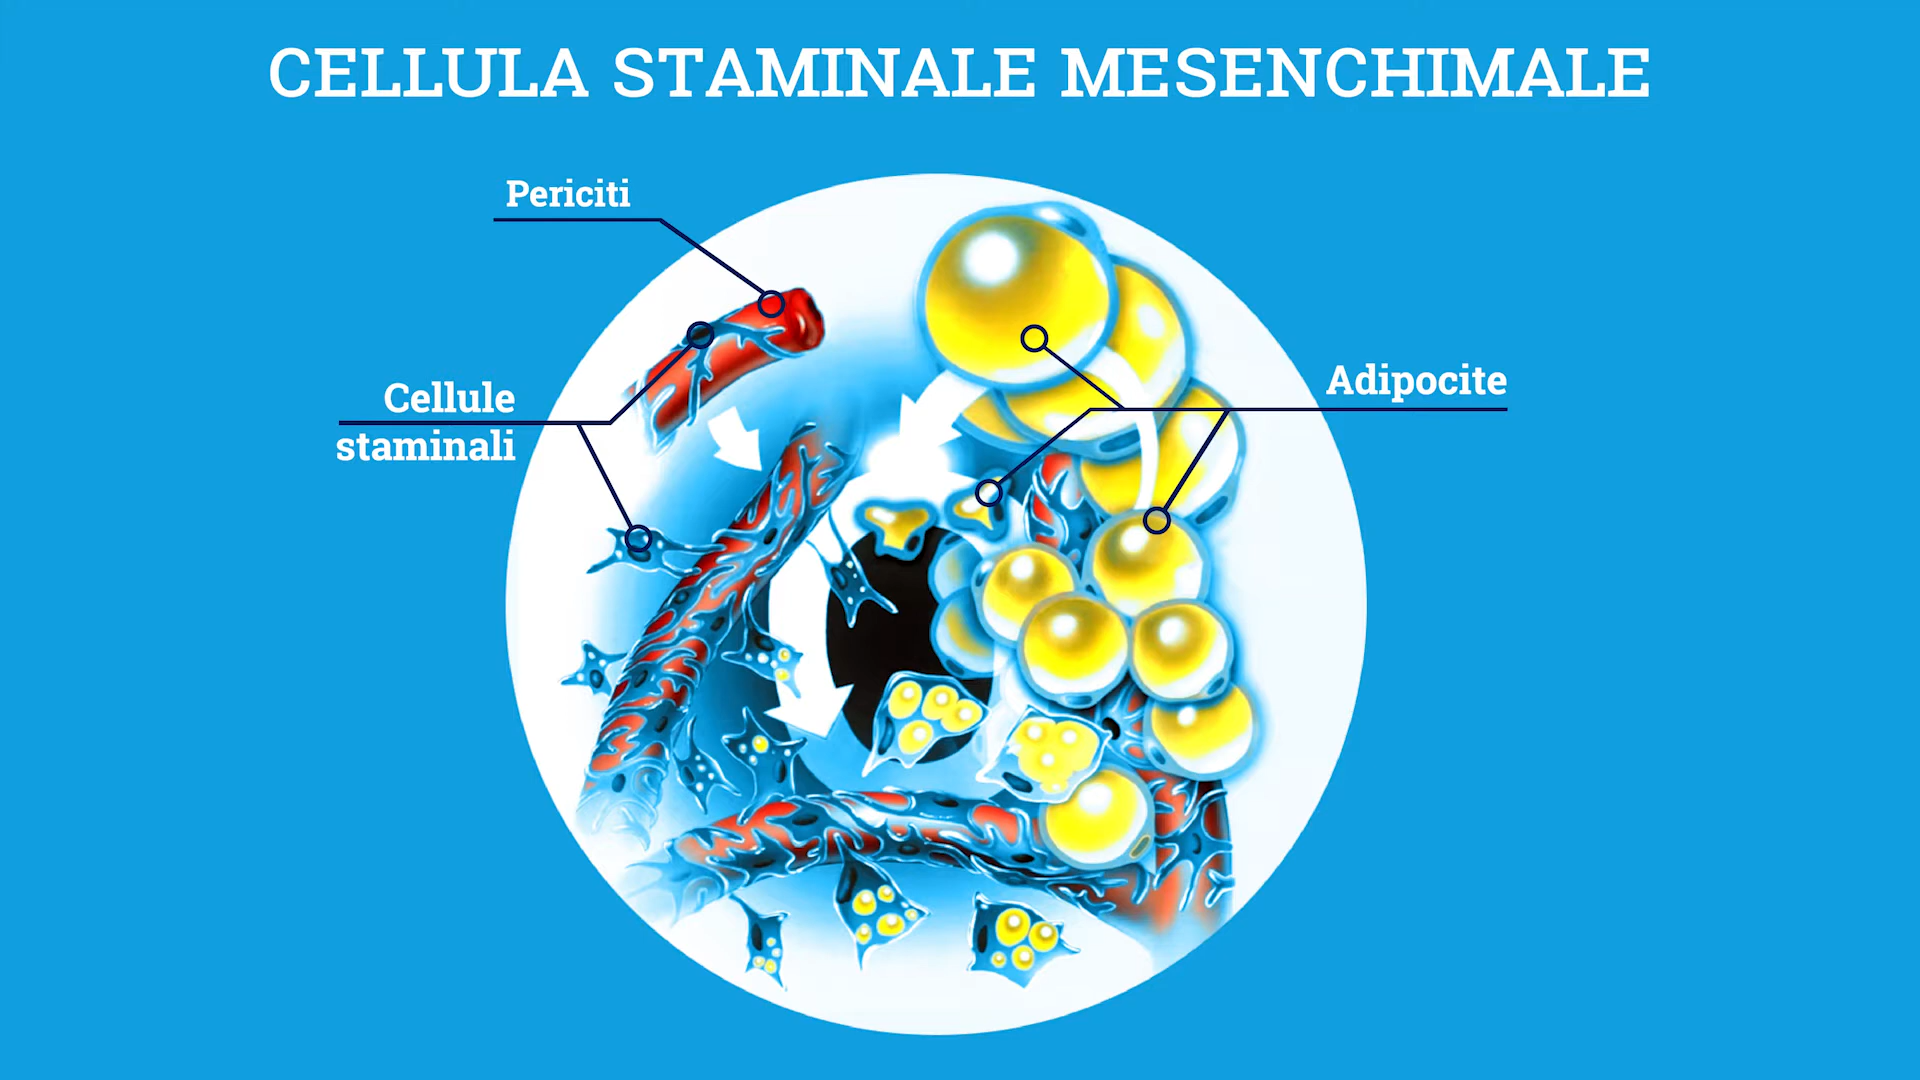 CELLULA STAMINALE MESENCHIMALE
Periciti
Cellule
staminali
Adipocite